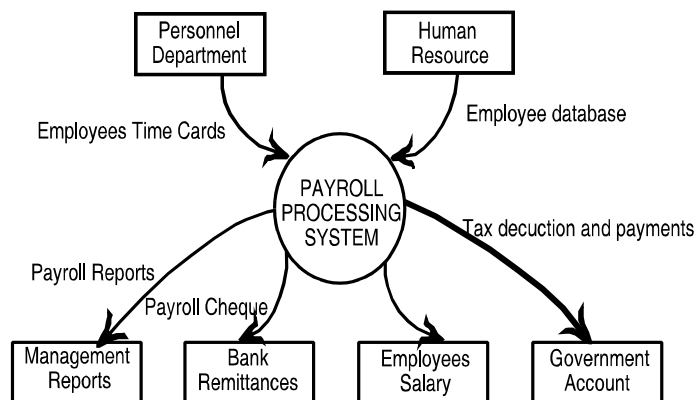 Personnel
Department
Human
Resource
Employees Time Cards
Employee database
PAYROLL
PROCESSING
SYSTEM
Tax decuction and payments
Payroll Reports
Payroll Cheque
Management
Reports
Bank
Remittances
Employees
Salary
Government
Account